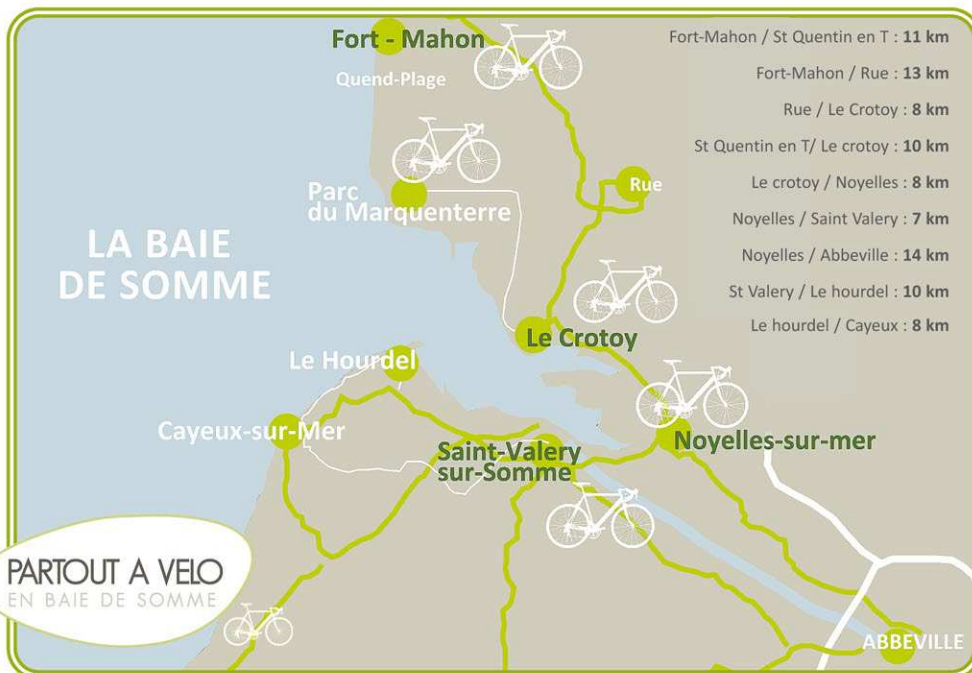 Fort - Mahon
Quend-Plage
Parc
du Marquenterre
Rue
LA BAIE
DE SOMME
Le Crotoy
Le Hourdel
Cayeux-sur-Mer
Saint-Valery
sur-Somme
Noyelles-sur-mer
ABBEVILLE
PARTOUT A VELO
EN BAIE DE SOMME
Fort-Mahon / St Quentin en T : 11 km
Fort-Mahon / Rue : 13 km
Rue / Le Crotoy : 8 km
St Quentin en T/ Le crotoy : 10 km
Le crotoy / Noyelles : 8 km
Noyelles / Saint Valery : 7 km
Noyelles / Abbeville : 14 km
St Valery / Le hourdel : 10 km
Le hourdel / Cayeux : 8 km